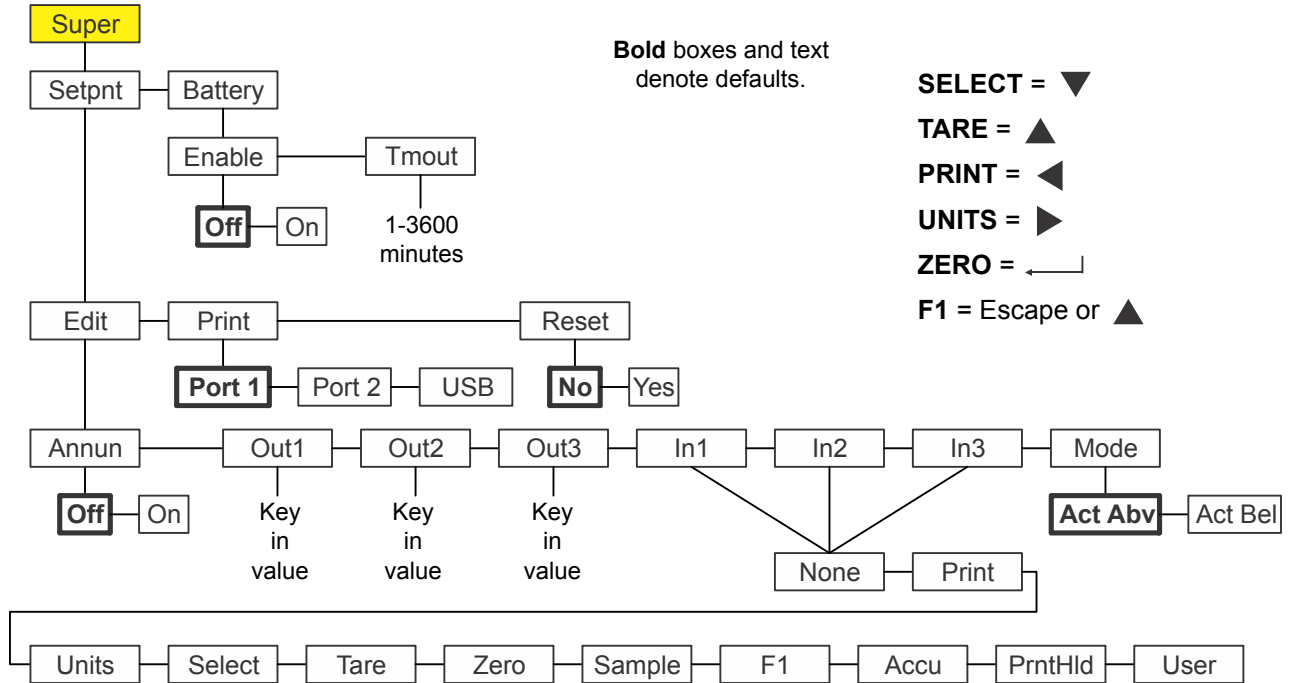 Super
Bold boxes and text
denote defaults.
Setpnt Battery
SELECT =
TARE =
Enable Tmout
PRINT =
Off On
1-3600
minutes
UNITS =
ZERO =
F1 = Escape or
Edit Print Reset
Port 1 Port 2 USB No Yes
Annun Out1 Out2 Out3 In1 In2 In3 Mode
Off On
Key
in
value
Key
in
value
Key
in
value
Act Abv Act Bel
None Print
Units Select Tare Zero Sample F1 Accu PrntHld User